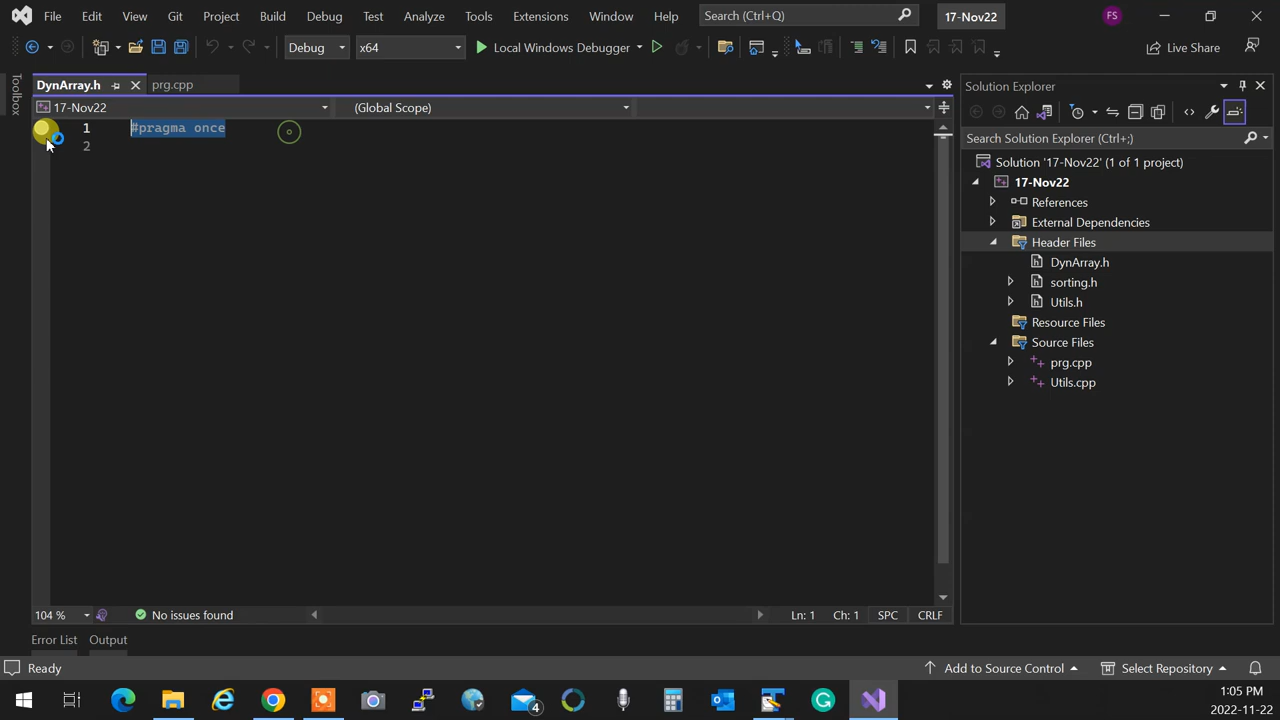 File Edit View Git Project Build Debug Test Analyze Tools Extensions Window Help Search (Ctrl+Q) 17-Nov22 FS
Debug x64 Local Windows Debugger Live Share
Toolbox
DynArray.h prg.cpp
17-Nov22 (Global Scope)
1 #pragma once
2
104 % No issues found Ln: 1 Ch: 1 SPC CRLF
Solution Explorer
Search Solution Explorer (Ctrl+;)
Solution '17-Nov22' (1 of 1 project)
17-Nov22
References
External Dependencies
Header Files
DynArray.h
sorting.h
Utils.h
Resource Files
Source Files
prg.cpp
Utils.cpp
Error List Output
Ready Add to Source Control Select Repository
4
1:05 PM
2022-11-22